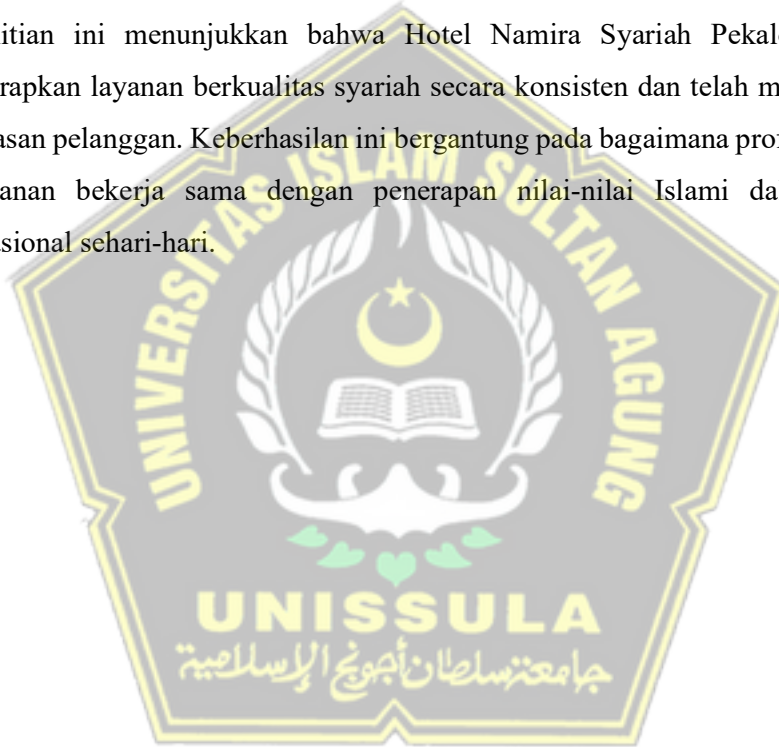 itian ini menunjukkan bahwa Hotel Namira Syariah Pekal
rapkan layanan berkualitas syariah secara konsisten dan telah m
asan pelanggan. Keberhasilan ini bergantung pada bagaimana prof
anan bekerja sama dengan penerapan nilai-nilai Islami da
sional sehari-hari.
UNIVERSITAS ISLAM SULTAN AGUNG
UNISSULA
جامعة سلطان أجونج الإسلامية